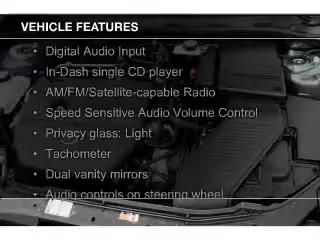 VEHICLE FEATURES
• Digital Audio Input
• In-Dash single CD player
• AM/FM/Satellite-capable Radio
• Speed Sensitive Audio Volume Control
• Privacy glass: Light
• Tachometer
• Dual vanity mirrors
• Audio controls on steering wheel